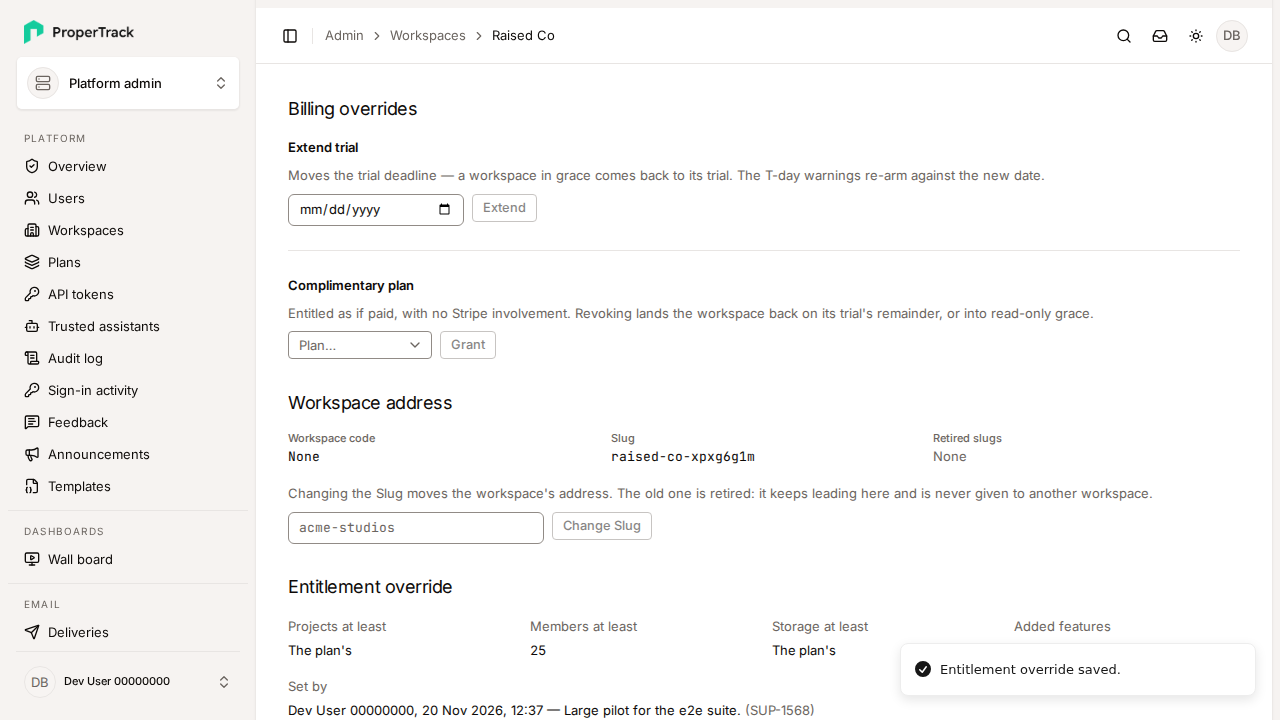 ProperTrack
Platform admin
PLATFORM
Overview
Users
Workspaces
Plans
API tokens
Trusted assistants
Audit log
Sign-in activity
Feedback
Announcements
Templates
DASHBOARDS
Wall board
EMAIL
Deliveries
DB Dev User 00000000
Admin > Workspaces > Raised Co
DB
Billing overrides
Extend trial
Moves the trial deadline — a workspace in grace comes back to its trial. The T-day warnings re-arm against the new date.
mm/dd/yyyy Extend
Complimentary plan
Entitled as if paid, with no Stripe involvement. Revoking lands the workspace back on its trial's remainder, or into read-only grace.
Plan... Grant
Workspace address
Workspace code Slug Retired slugs
None raised-co-xpxg6g1m None
Changing the Slug moves the workspace's address. The old one is retired: it keeps leading here and is never given to another workspace.
acme-studios Change Slug
Entitlement override
Projects at least Members at least Storage at least Added features
The plan's 25 The plan's
Entitlement override saved.
Set by
Dev User 00000000, 20 Nov 2026, 12:37 — Large pilot for the e2e suite. (SUP-1568)